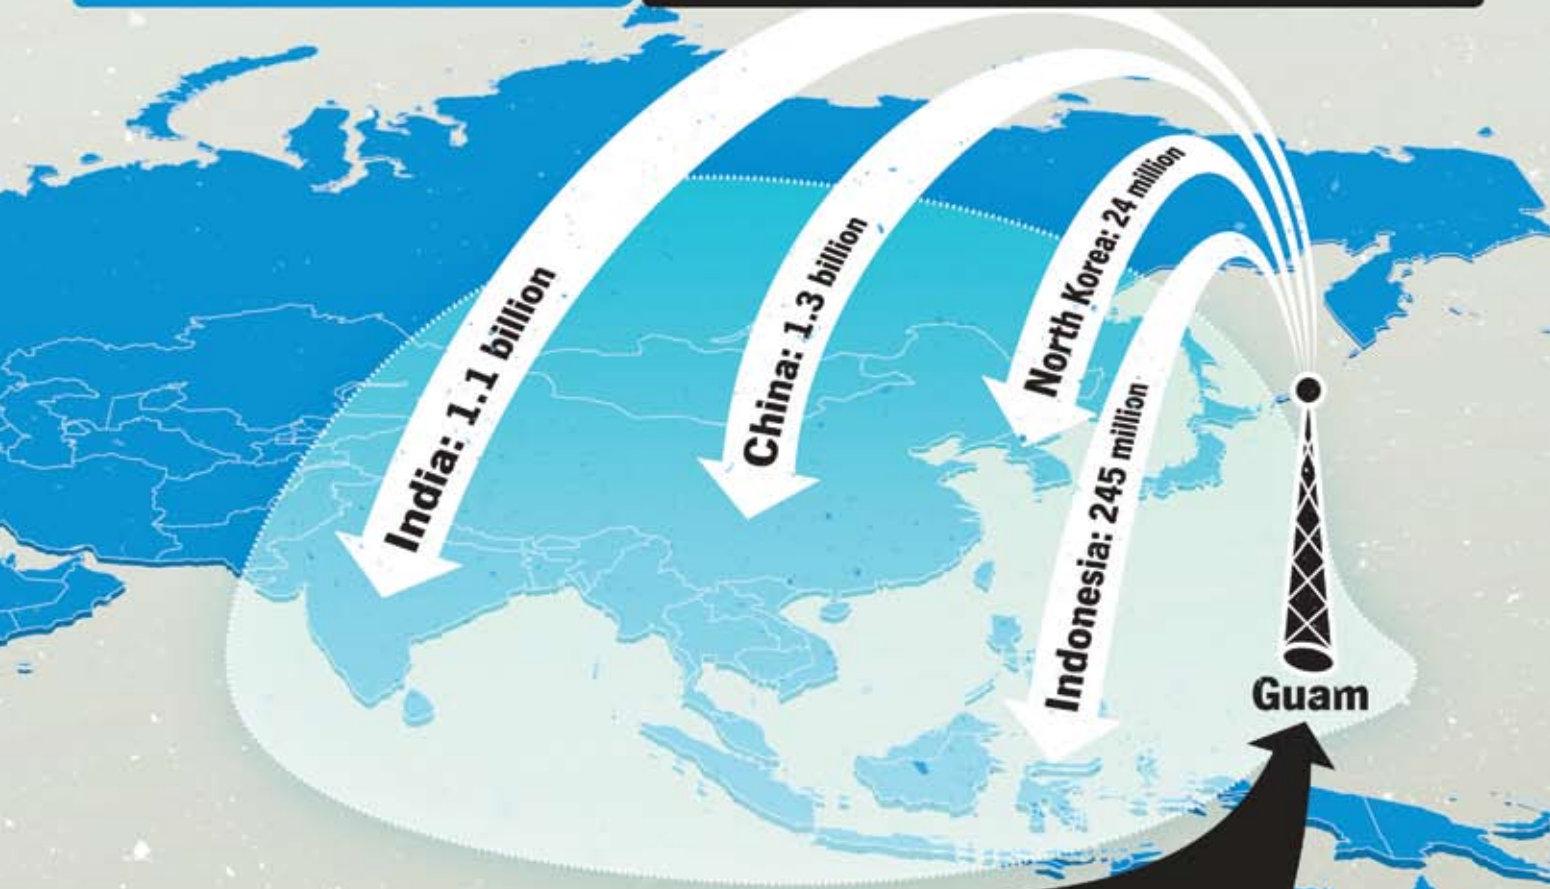 India: 1.1 billion
China: 1.3 billion
North Korea: 24 million
Indonesia: 245 million
Guam